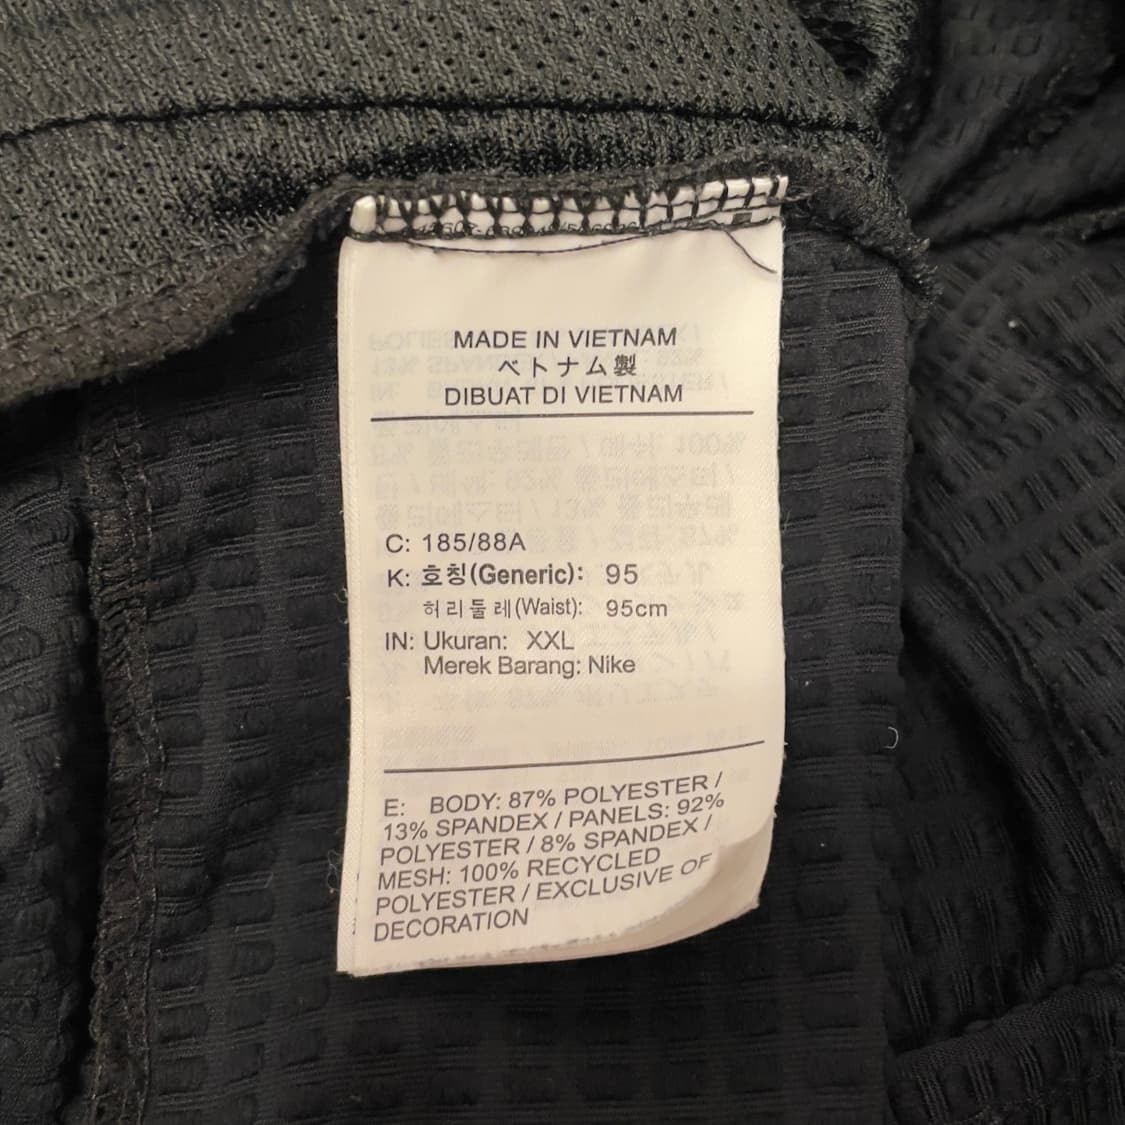 MADE IN VIETNAM
ベトナム製
DIBUAT DI VIETNAM
C: 185/88A
K: 호칭(Generic): 95
허리둘레(Waist): 95cm
IN: Ukuran: XXL
Merek Barang: Nike
E: BODY: 87% POLYESTER /
13% SPANDEX / PANELS: 92%
POLYESTER / 8% SPANDEX /
MESH: 100% RECYCLED
POLYESTER / EXCLUSIVE OF
DECORATION